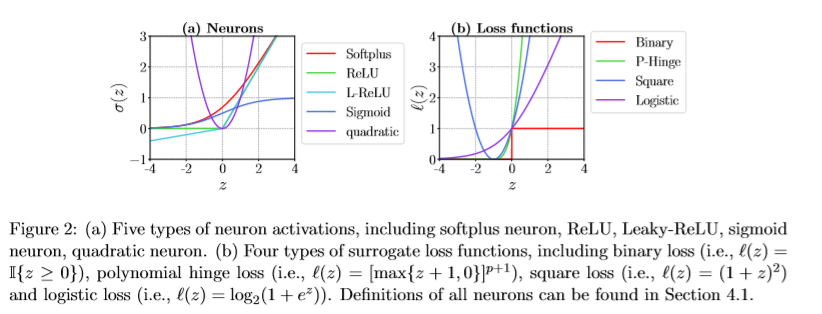 (a) Neurons
(b) Loss functions
3
2
1
0
−1
-4
-2
0
2
4
σ(z)
z
Softplus
ReLU
L-ReLU
Sigmoid
quadratic
4
3
2
1
0
-4
-2
0
2
4
ℓ(z)
z
Binary
P-Hinge
Square
Logistic
Figure 2: (a) Five types of neuron activations, including softplus neuron, ReLU, Leaky-ReLU, sigmoid
neuron, quadratic neuron. (b) Four types of surrogate loss functions, including binary loss (i.e., ℓ(z) =
𝕀{z ≥ 0}), polynomial hinge loss (i.e., ℓ(z) = [max{z + 1, 0}]ᵖ⁺¹), square loss (i.e., ℓ(z) = (1 + z)²)
and logistic loss (i.e., ℓ(z) = log₂(1 + eᶻ)). Definitions of all neurons can be found in Section 4.1.